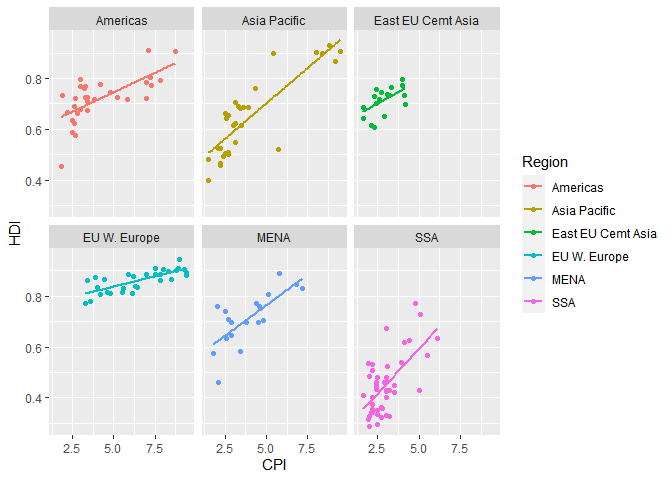 Americas
Asia Pacific
East EU Cemt Asia
0.8
0.6
0.4
EU W. Europe
MENA
SSA
0.8
0.6
0.4
2.5 5.0 7.5
2.5 5.0 7.5
2.5 5.0 7.5
CPI
HDI
Region
Americas
Asia Pacific
East EU Cemt Asia
EU W. Europe
MENA
SSA